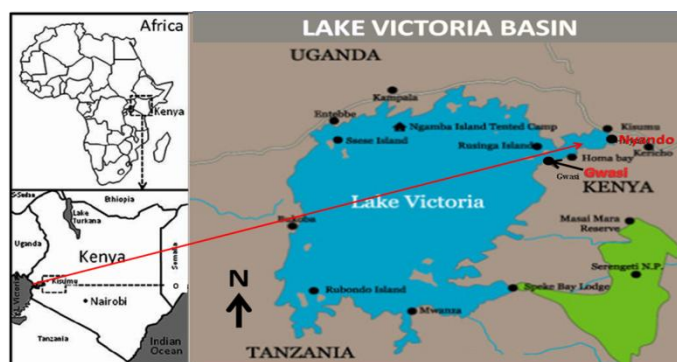 Africa
Kenya
S-Sudan
Ethiopia
Lake
Turkana
Uganda
Kenya
Somalia
L. Victoria
Kisumu
Nairobi
O
Tanzania
Indian
Ocean
LAKE VICTORIA BASIN
UGANDA
Kampala
Entebbe
Ssese Island
Ngamba Island Tented Camp
Kisumu
Nyando
Rusinga Island
Kericho
Homa bay
Gwasi
Gwasi
KENYA
Lake Victoria
Bukoba
Masai Mara
Reserve
Serengeti N.P.
N
Rubondo Island
Speke Bay Lodge
Mwanza
TANZANIA